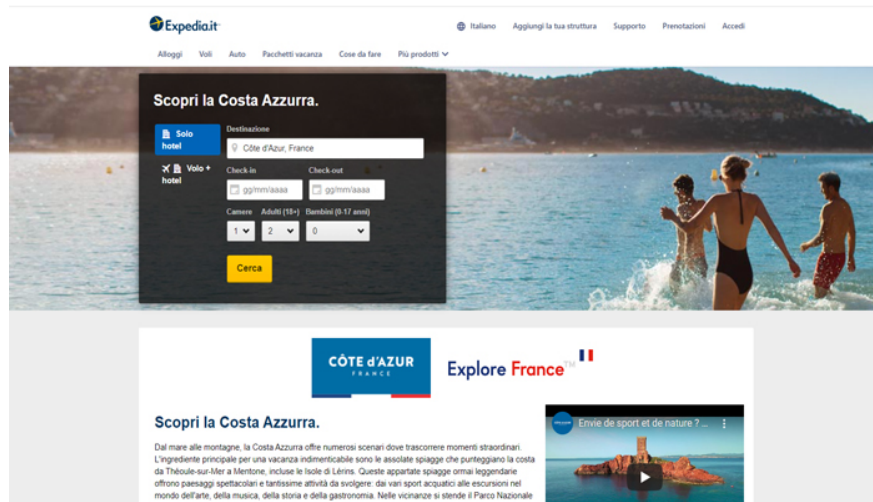 Expedia.it
Italiano Aggiungi la tua struttura Supporto Prenotazioni Accedi
Alloggi Voli Auto Pacchetti vacanza Cose da fare Più prodotti
Scopri la Costa Azzurra.
Solo hotel
Volo + hotel
Destinazione
Côte d'Azur, France
Check-in Check-out
gg/mm/aaaa gg/mm/aaaa
Camere Adulti (18+) Bambini (0-17 anni)
1 2 0
Cerca
CÔTE d'AZUR
FRANCE
Explore France™
Scopri la Costa Azzurra.
Envie de sport et de nature ? ...
Dal mare alle montagne, la Costa Azzurra offre numerosi scenari dove trascorrere momenti straordinari.
L'ingrediente principale per una vacanza indimenticabile sono le assolate spiagge che punteggiano la costa
da Théoule-sur-Mer a Mentone, incluse le Isole di Lérins. Queste appartate spiagge ormai leggendarie
offrono paesaggi spettacolari e tantissime attività da svolgere: dai vari sport acquatici alle escursioni nel
mondo dell'arte, della musica, della storia e della gastronomia. Nelle vicinanze si stende il Parco Nazionale